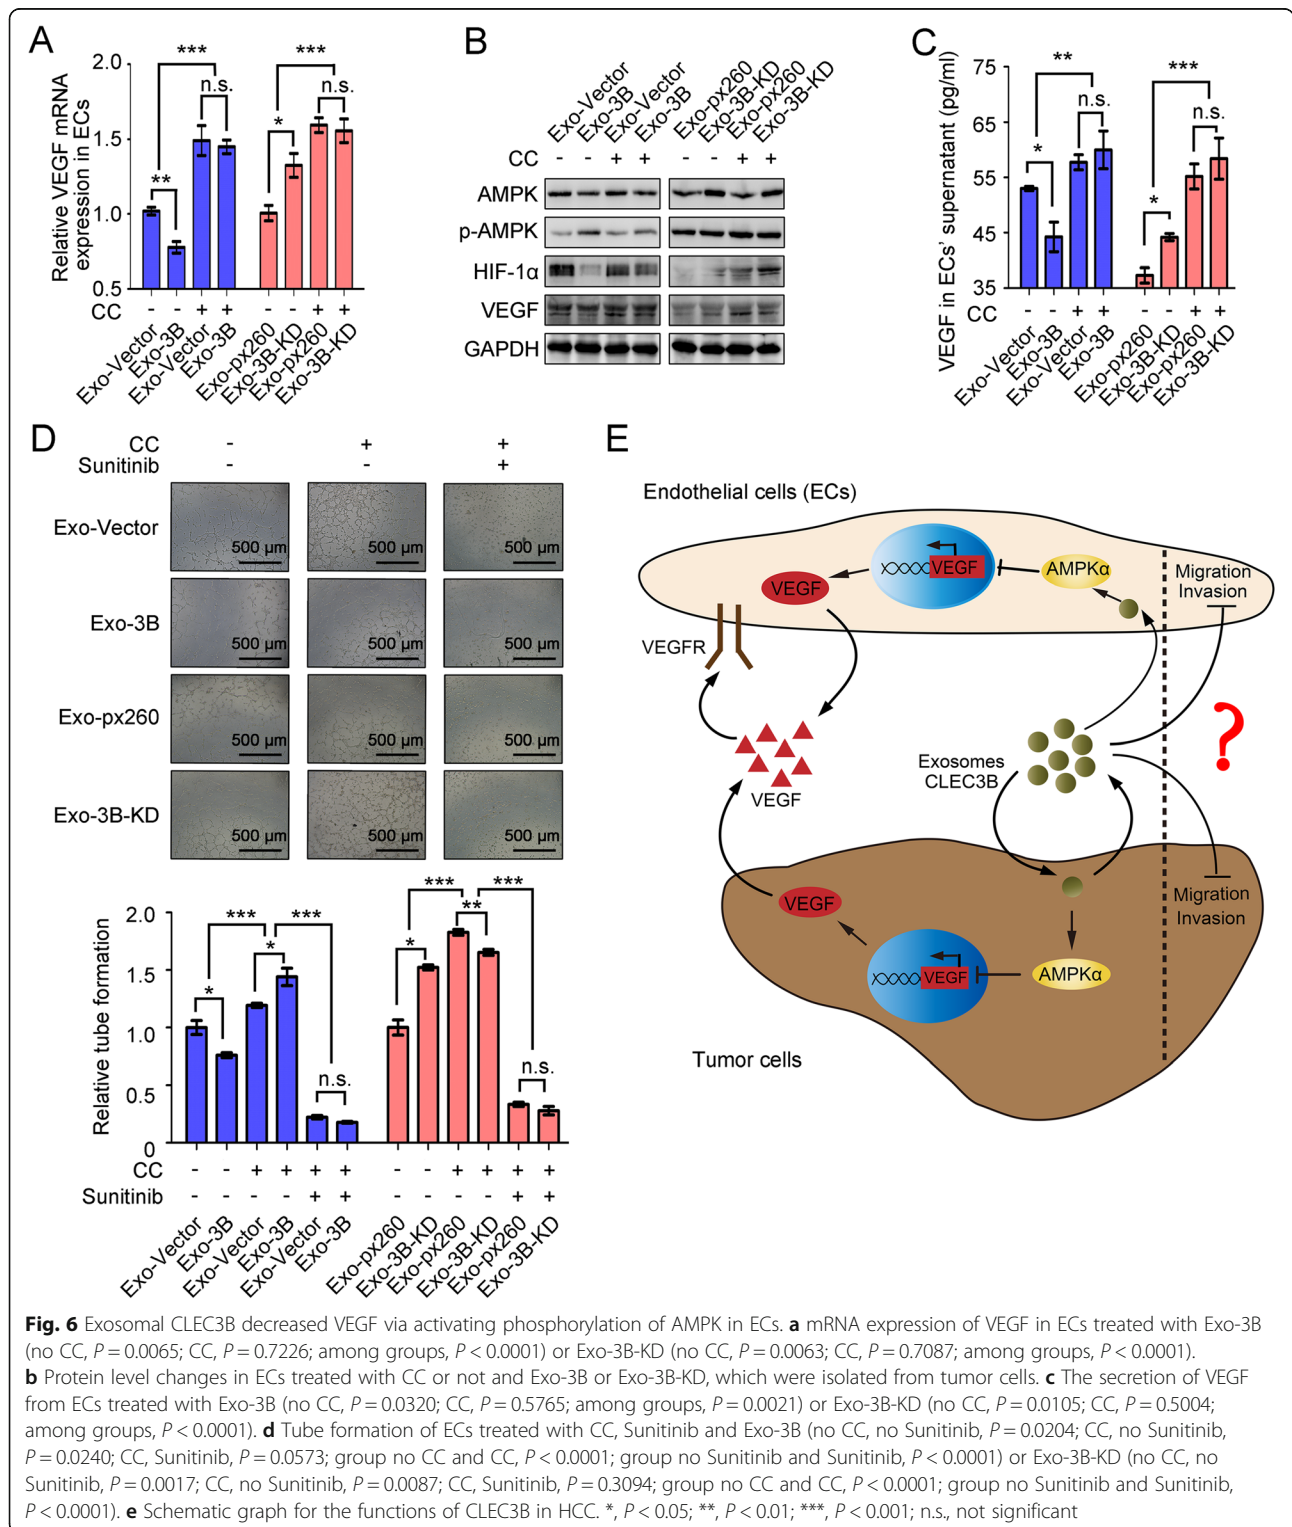 A
Relative VEGF mRNA
expression in ECs
2.0
1.5
1.0
0.5
***
n.s.
**
***
n.s.
*
CC - - + + - - + +
Exo-Vector
Exo-3B
Exo-Vector
Exo-3B
Exo-px260
Exo-3B-KD
Exo-px260
Exo-3B-KD
B
Exo-Vector
Exo-3B
Exo-Vector
Exo-3B
Exo-px260
Exo-3B-KD
Exo-px260
Exo-3B-KD
CC - - + + - - + +
AMPK
p-AMPK
HIF-1α
VEGF
GAPDH
C
VEGF in ECs' supernatant (pg/ml)
75
65
55
45
35
**
n.s.
*
***
n.s.
*
CC - - + + - - + +
Exo-Vector
Exo-3B
Exo-Vector
Exo-3B
Exo-px260
Exo-3B-KD
Exo-px260
Exo-3B-KD
D
CC - + +
Sunitinib - - +
Exo-Vector
500 µm 500 µm 500 µm
Exo-3B
500 µm 500 µm 500 µm
Exo-px260
500 µm 500 µm 500 µm
Exo-3B-KD
500 µm 500 µm 500 µm
Relative tube formation
2.0
1.5
1.0
0.5
0
*** ***
*
*
n.s.
*** ***
**
*
n.s.
CC - - + + + + - - + + + +
Sunitinib - - - - + + - - - - + +
Exo-Vector
Exo-3B
Exo-Vector
Exo-3B
Exo-Vector
Exo-3B
Exo-px260
Exo-3B-KD
Exo-px260
Exo-3B-KD
Exo-px260
Exo-3B-KD
E
Endothelial cells (ECs)
VEGF
VEGF
AMPKα
Migration
Invasion
VEGFR
VEGF
Exosomes
CLEC3B
?
VEGF
VEGF
AMPKα
Migration
Invasion
Tumor cells
Fig. 6 Exosomal CLEC3B decreased VEGF via activating phosphorylation of AMPK in ECs. a mRNA expression of VEGF in ECs treated with Exo-3B
(no CC, P = 0.0065; CC, P = 0.7226; among groups, P < 0.0001) or Exo-3B-KD (no CC, P = 0.0063; CC, P = 0.7087; among groups, P < 0.0001).
b Protein level changes in ECs treated with CC or not and Exo-3B or Exo-3B-KD, which were isolated from tumor cells. c The secretion of VEGF
from ECs treated with Exo-3B (no CC, P = 0.0320; CC, P = 0.5765; among groups, P = 0.0021) or Exo-3B-KD (no CC, P = 0.0105; CC, P = 0.5004;
among groups, P < 0.0001). d Tube formation of ECs treated with CC, Sunitinib and Exo-3B (no CC, no Sunitinib, P = 0.0204; CC, no Sunitinib,
P = 0.0240; CC, Sunitinib, P = 0.0573; group no CC and CC, P < 0.0001; group no Sunitinib and Sunitinib, P < 0.0001) or Exo-3B-KD (no CC, no
Sunitinib, P = 0.0017; CC, no Sunitinib, P = 0.0087; CC, Sunitinib, P = 0.3094; group no CC and CC, P < 0.0001; group no Sunitinib and Sunitinib,
P < 0.0001). e Schematic graph for the functions of CLEC3B in HCC. *, P < 0.05; **, P < 0.01; ***, P < 0.001; n.s., not significant